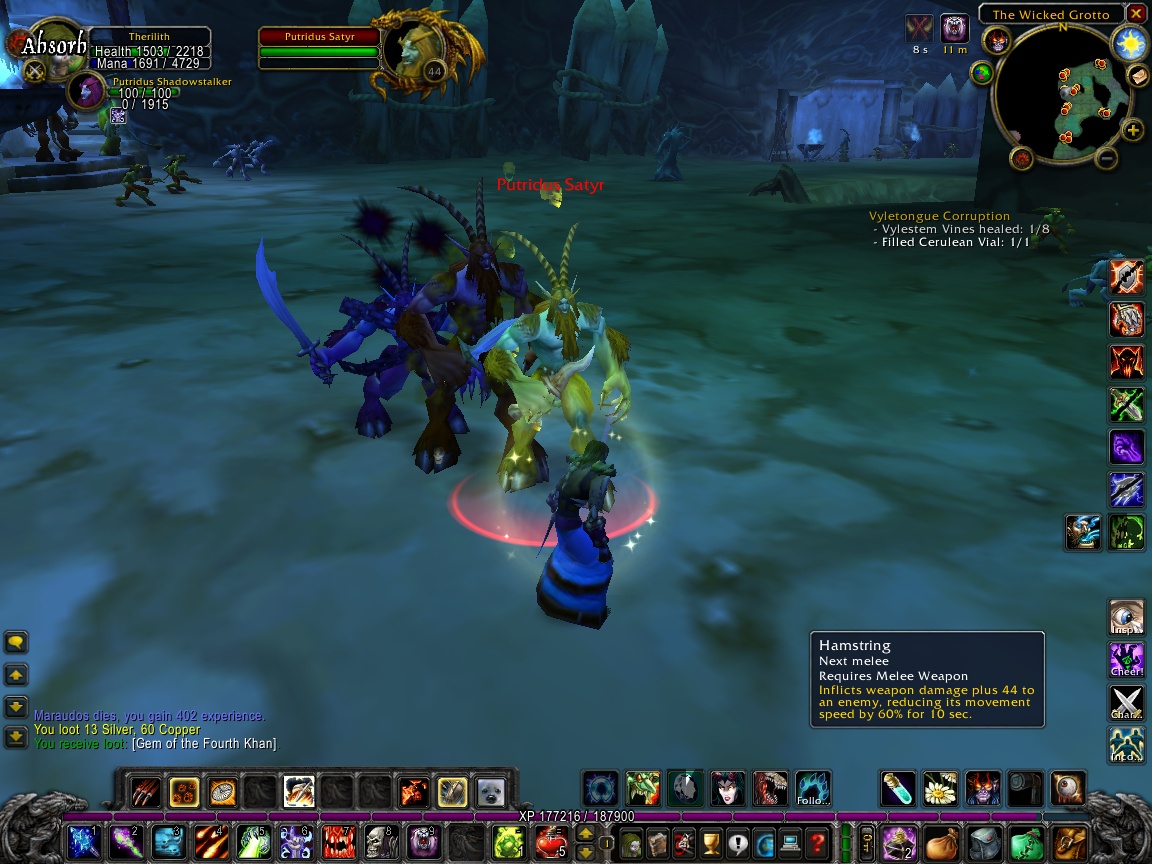 Absorb
Therilith
Health 1503 / 2218
Mana 1691 / 4729
Putridus Shadowstalker
100 / 100
0 / 1915
Putridus Satyr
44
8 s
11 m
The Wicked Grotto
N
Putridus Satyr
Vyletongue Corruption
- Vylestem Vines healed: 1/8
- Filled Cerulean Vial: 1/1
Insp
Cheer!
Char...
Hamstring
Next melee
Requires Melee Weapon
Inflicts weapon damage plus 44 to
an enemy, reducing its movement
speed by 60% for 10 sec.
Maraudos dies, you gain 402 experience.
You loot 13 Silver, 60 Copper
You receive loot: [Gem of the Fourth Khan].
Follo...
XP 177216 / 187900
1 2 3 4 5 6 7 8 9
5
1
2